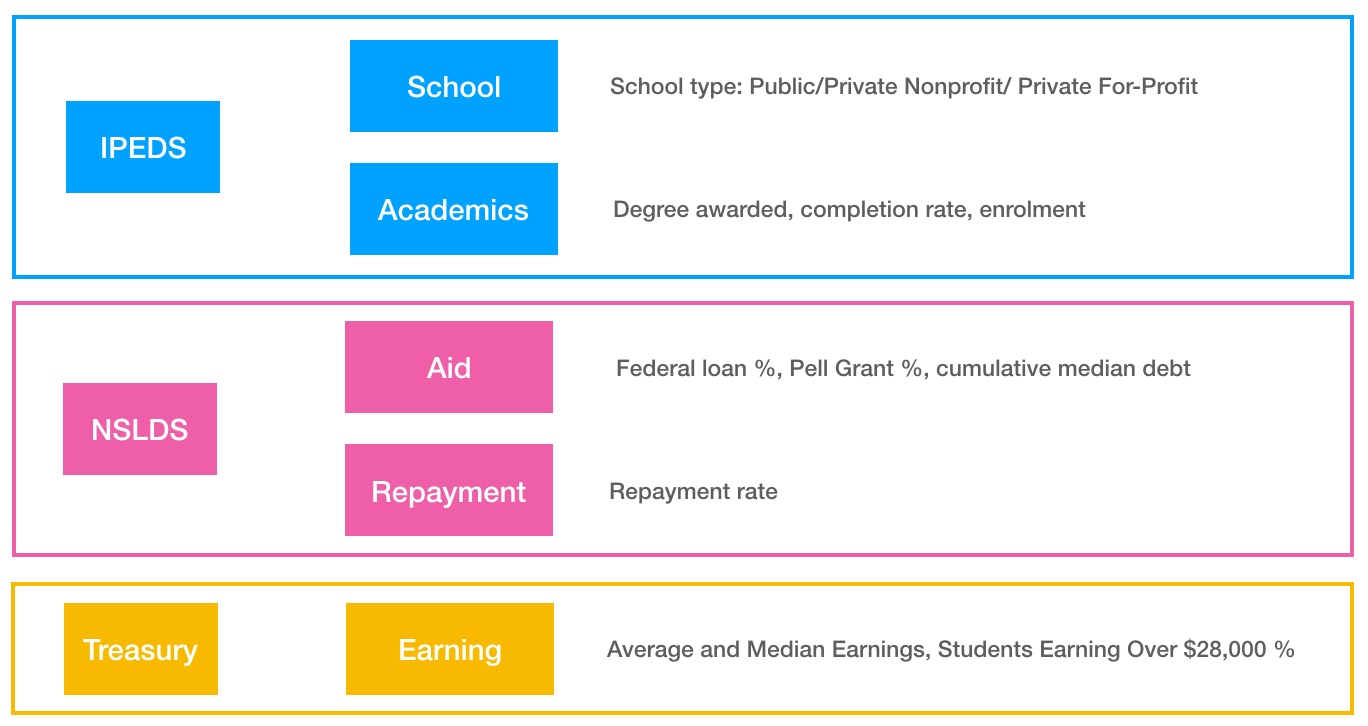 IPEDS
School
School type: Public/Private Nonprofit/ Private For-Profit
Academics
Degree awarded, completion rate, enrolment
NSLDS
Aid
Federal loan %, Pell Grant %, cumulative median debt
Repayment
Repayment rate
Treasury
Earning
Average and Median Earnings, Students Earning Over $28,000 %